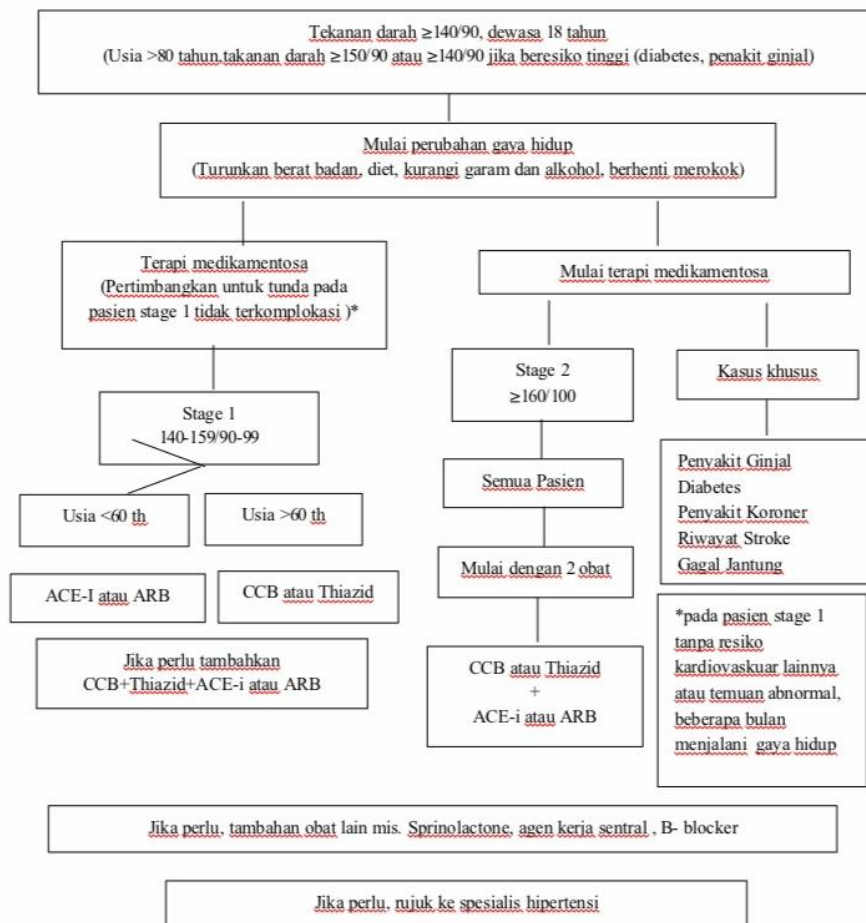 Tekanan darah ≥140/90, dewasa 18 tahun
(Usia >80 tahun,takanan darah ≥150/90 atau ≥140/90 jika beresiko tinggi (diabetes, penakit ginjal)
Mulai perubahan gaya hidup
(Turunkan berat badan, diet, kurangi garam dan alkohol, berhenti merokok)
Terapi medikamentosa
(Pertimbangkan untuk tunda pada
pasien stage 1 tidak terkomplokasi )*
Mulai terapi medikamentosa
Stage 1
140-159/90-99
Usia <60 th
Usia >60 th
ACE-I atau ARB
CCB atau Thiazid
Jika perlu tambahkan
CCB+Thiazid+ACE-i atau ARB
Stage 2
≥160/100
Semua Pasien
Mulai dengan 2 obat
CCB atau Thiazid
+
ACE-i atau ARB
Kasus khusus
Penyakit Ginjal
Diabetes
Penyakit Koroner
Riwayat Stroke
Gagal Jantung
*pada pasien stage 1
tanpa resiko
kardiovaskuar lainnya
atau temuan abnormal,
beberapa bulan
menjalani gaya hidup
Jika perlu, tambahan obat lain mis. Sprinolactone, agen kerja sentral , B- blocker
Jika perlu, rujuk ke spesialis hipertensi